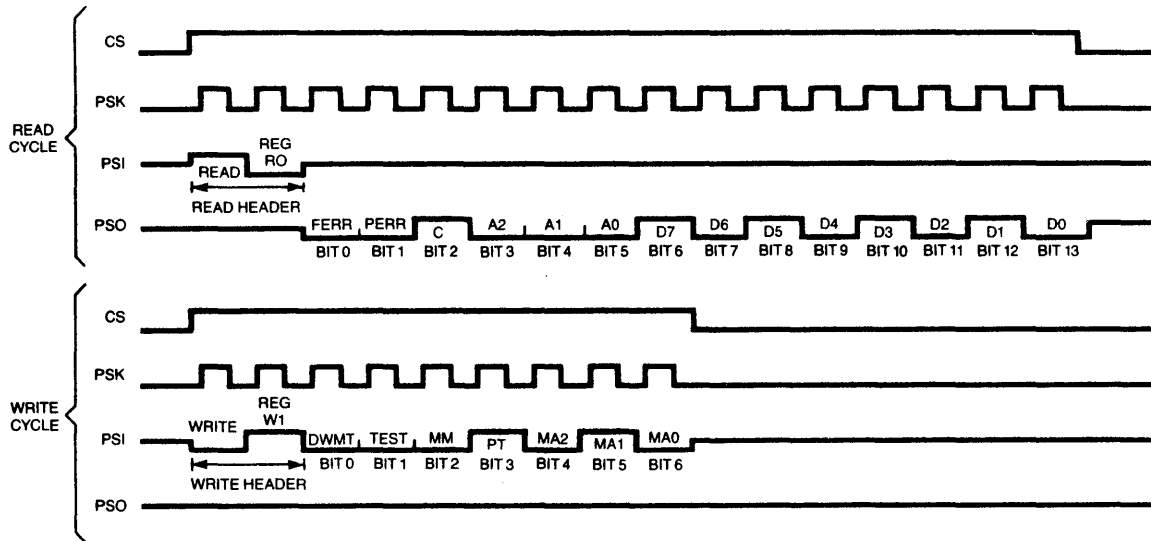 READ
CYCLE
CS
PSK
PSI
READ
REG
RO
READ HEADER
PSO
FERR PERR C A2 A1 A0 D7 D6 D5 D4 D3 D2 D1 D0
BIT 0 BIT 1 BIT 2 BIT 3 BIT 4 BIT 5 BIT 6 BIT 7 BIT 8 BIT 9 BIT 10 BIT 11 BIT 12 BIT 13
WRITE
CYCLE
CS
PSK
PSI
WRITE
REG
W1
DWMT TEST MM PT MA2 MA1 MA0
BIT 0 BIT 1 BIT 2 BIT 3 BIT 4 BIT 5 BIT 6
WRITE HEADER
PSO